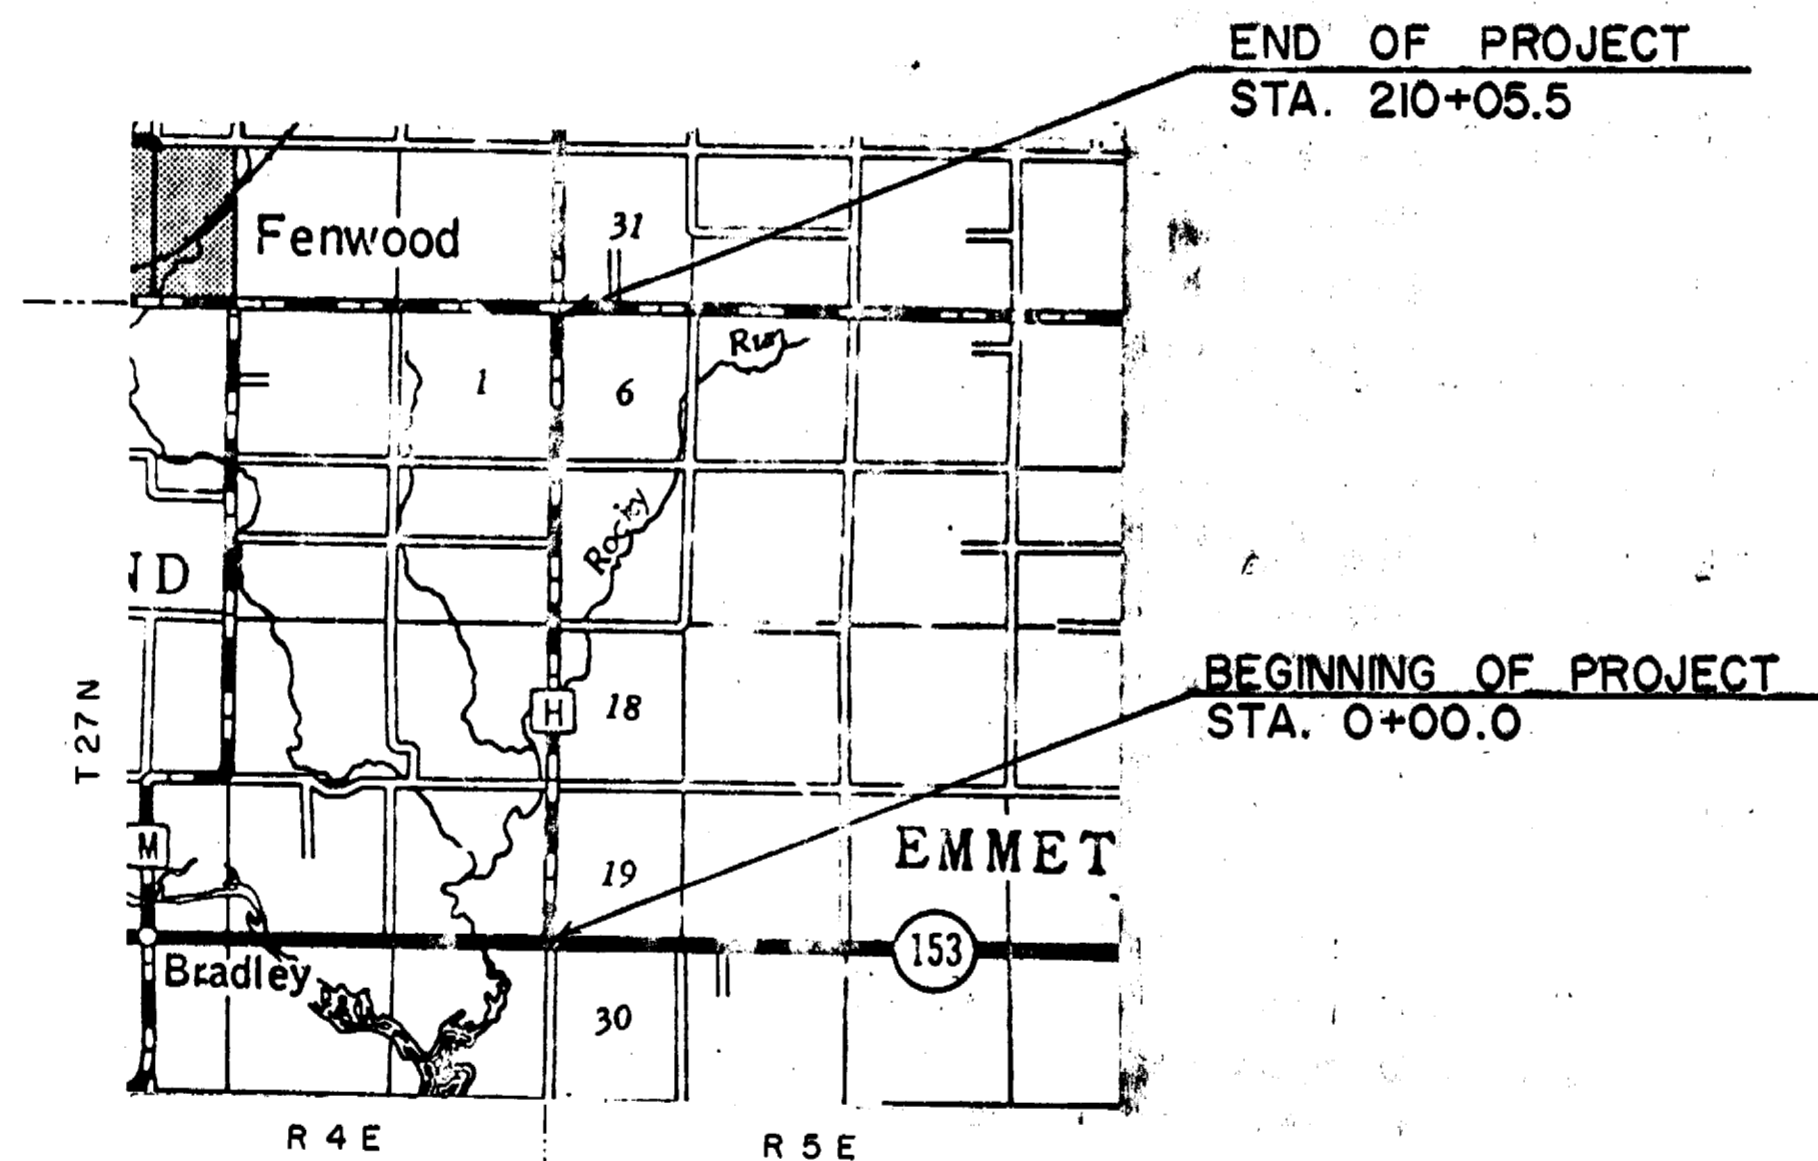 END OF PROJECT
STA. 210+05.5
Fenwood
31
Run
1
6
Rocky
ND
BEGINNING OF PROJECT
STA. 0+00.0
T 27 N
H
18
M
19
EMMET
153
Bradley
30
R 4 E
R 5 E